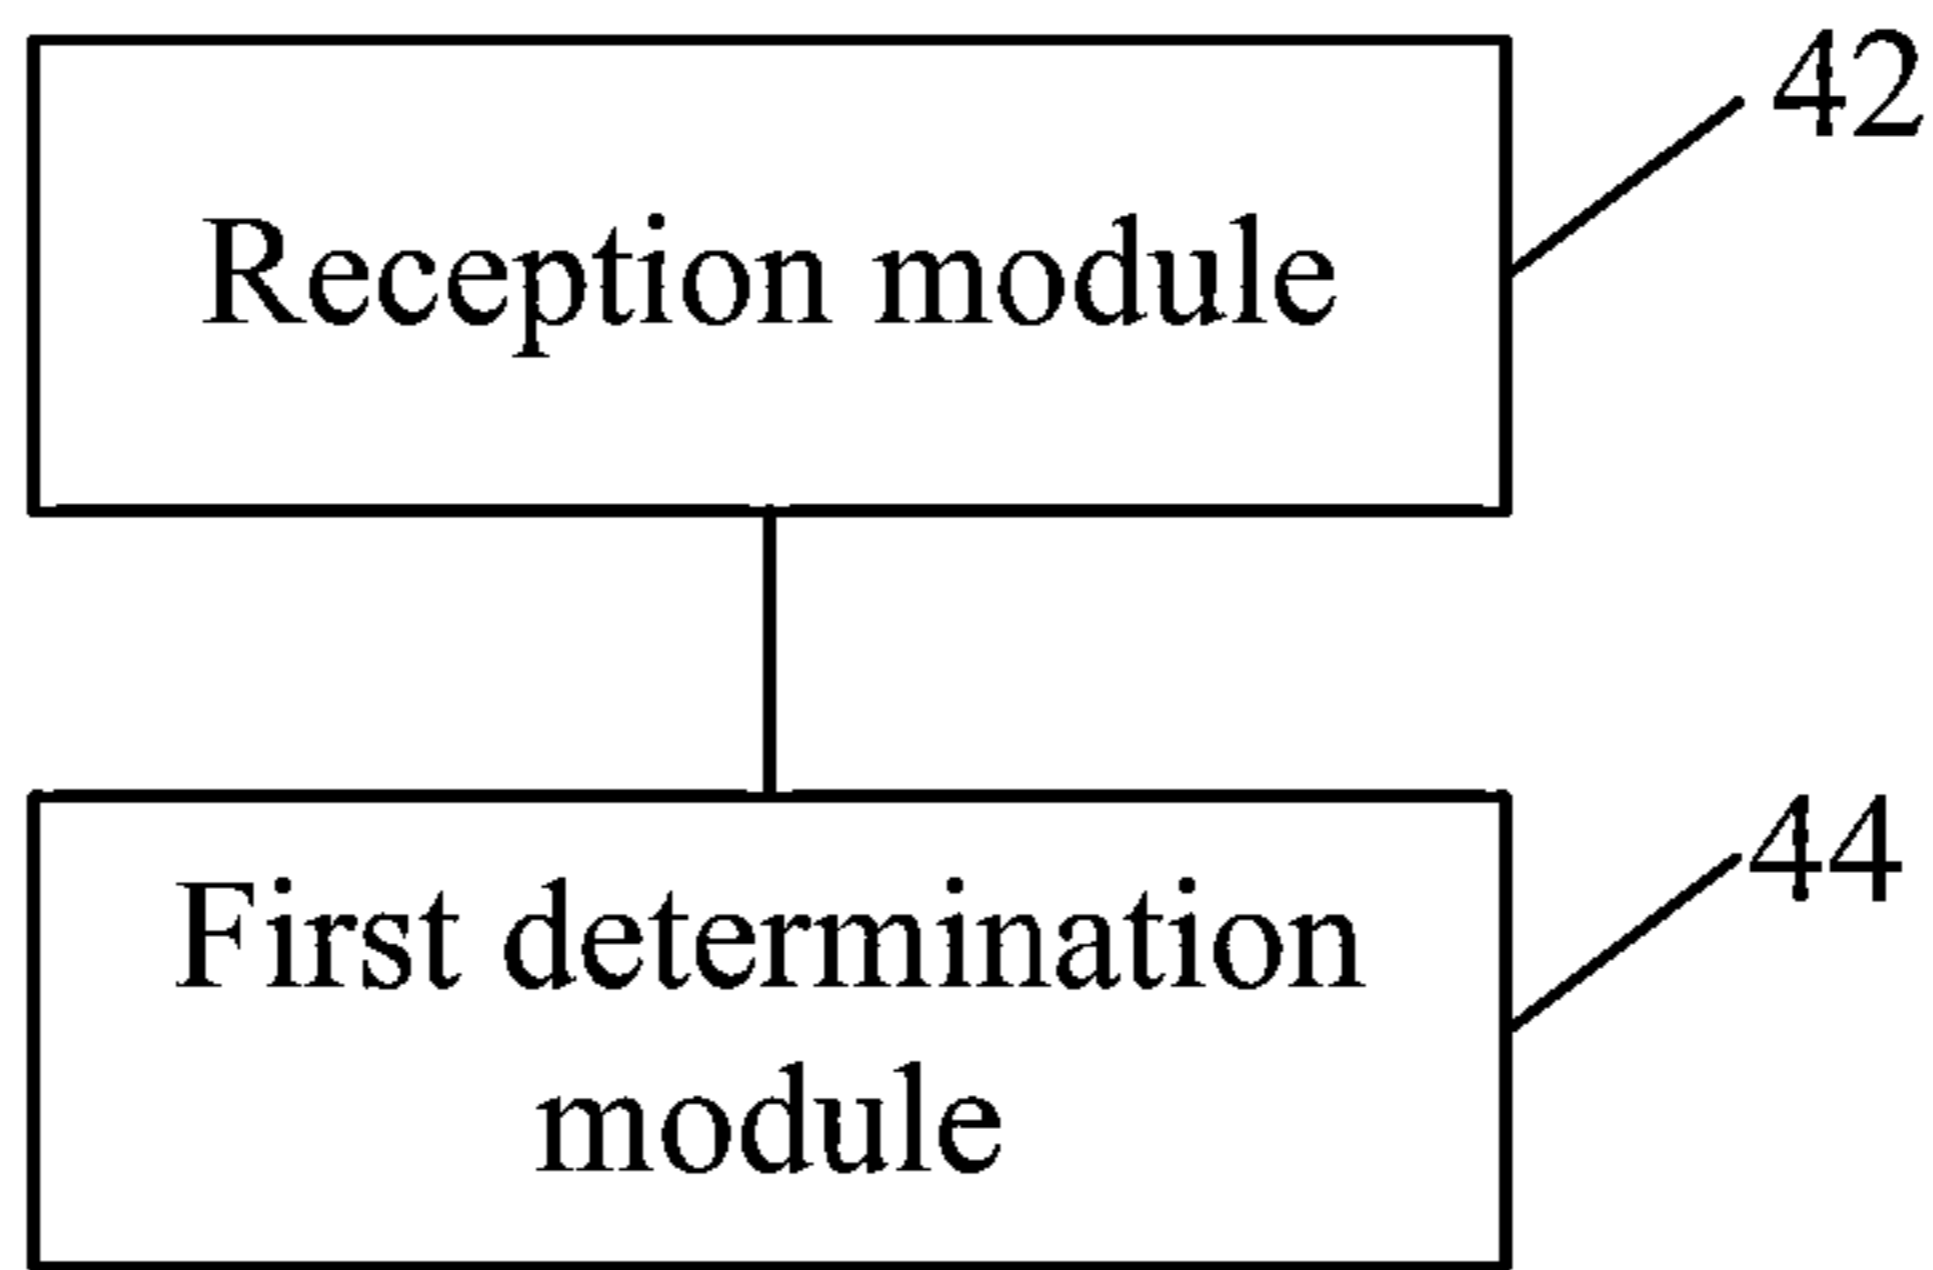 42
Reception module
44
First determination
module